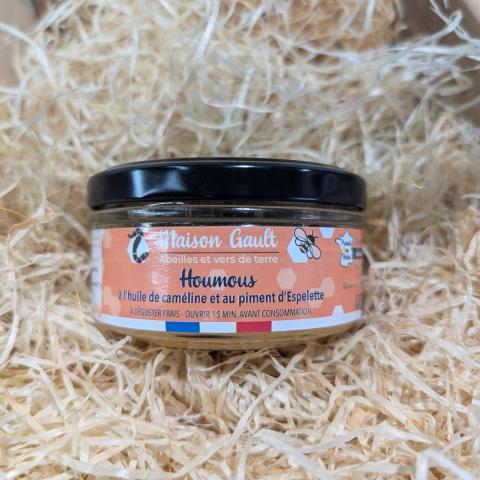 Maison Gault
Abeilles et vers de terre
Houmous
à l'huile de caméline et au piment d'Espelette
À DÉGUSTER FRAIS - OUVRIR 15 MIN. AVANT CONSOMMATION